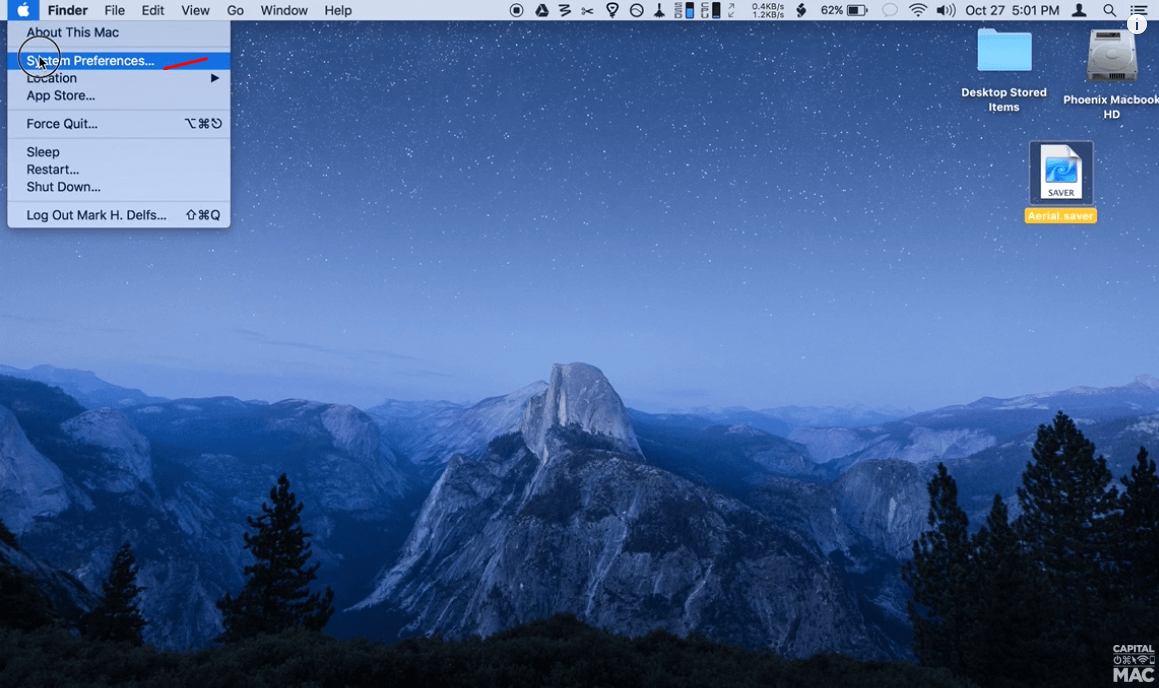 Finder File Edit View Go Window Help 0.4KB/s 62% Oct 27 5:01 PM
1.2KB/s
About This Mac
System Preferences...
Location
App Store...
Force Quit... ⌥⌘⎋
Sleep
Restart...
Shut Down...
Log Out Mark H. Delfs... ⇧⌘Q
Desktop Stored
Items
Phoenix Macbook
HD
SAVER
Aerial.saver
CAPITAL
MAC